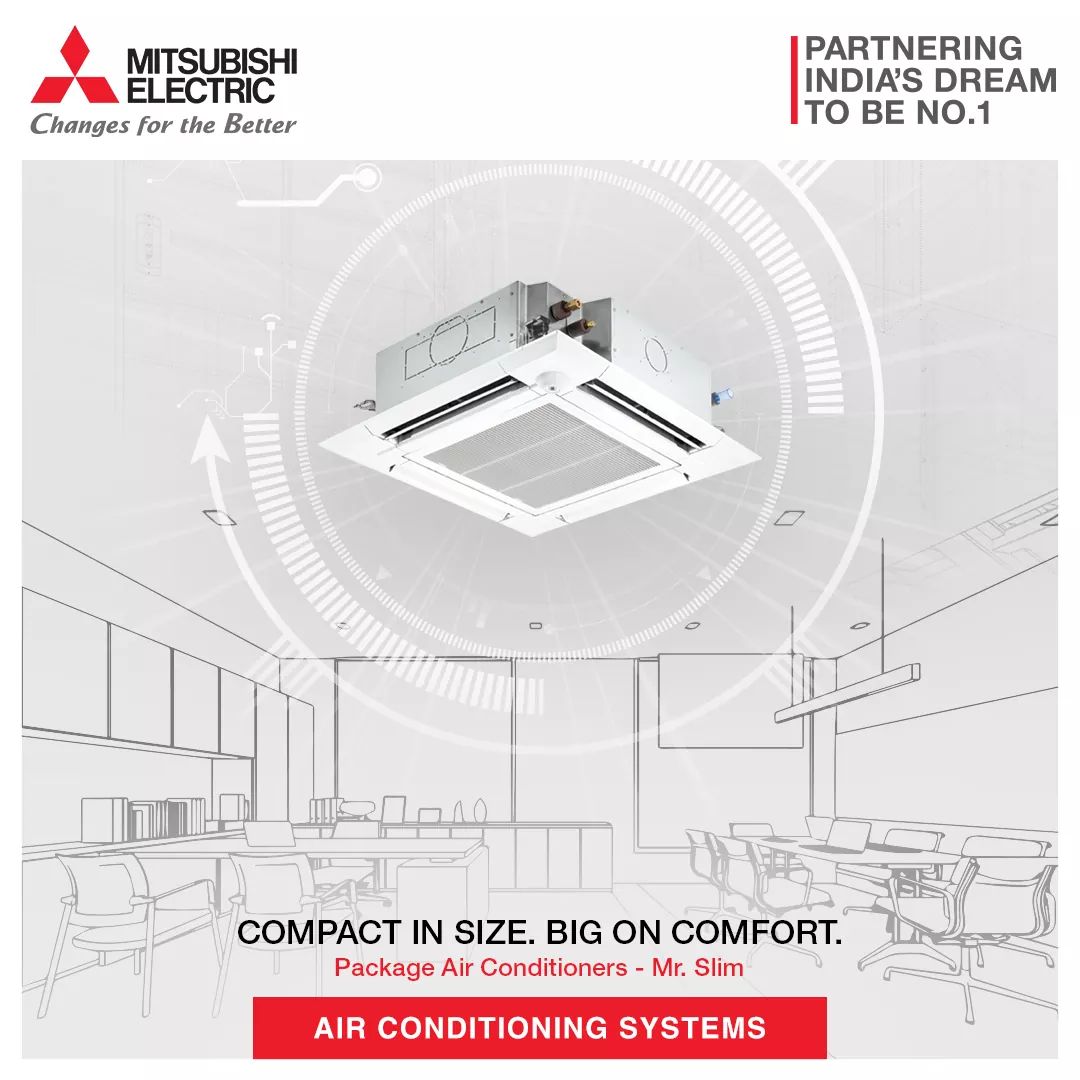 MITSUBISHI
ELECTRIC
Changes for the Better
PARTNERING
INDIA'S DREAM
TO BE NO.1
COMPACT IN SIZE. BIG ON COMFORT.
Package Air Conditioners - Mr. Slim
AIR CONDITIONING SYSTEMS